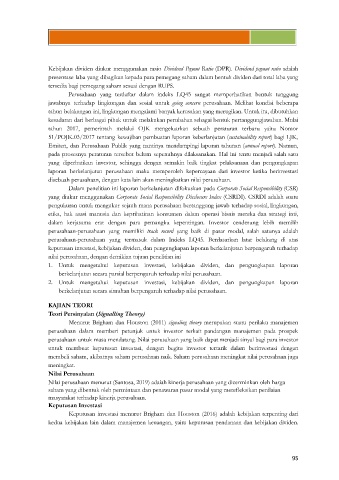 Kebijakan dividen diukur menggunakan rasio Dividend Payout Ratio (DPR). Dividend payout ratio adalah
presentase laba yang dibagikan kepada para pemegang saham dalam bentuk dividen dari total laba yang
tersedia bagi pemegang saham sesuai dengan RUPS.
Perusahaan yang terdaftar dalam indeks LQ45 sangat memperhatikan bentuk tanggung
jawabnya terhadap lingkungan dan sosial untuk going concern perusahaan. Melihat kondisi beberapa
tahun belakangan ini, lingkungan mengalami banyak kerusakan yang merugikan. Untuk itu, dibutuhkan
kesadaran dari berbagai pihak untuk melakukan perubahan sebagai bentuk pertanggungjawaban. Mulai
tahun 2017, pemerintah melalui OJK mengeluarkan sebuah peraturan terbaru yaitu Nomor
51/POJK.03/2017 tentang kewajiban pembuatan laporan keberlanjutan (sustainability report) bagi LJK,
Emiten, dan Perusahaan Publik yang nantinya mendampingi laporan tahunan (annual report). Namun,
pada prosesnya peraturan tersebut belum sepenuhnya dilaksanakan. Hal ini tentu menjadi salah satu
yang diperhatikan investor, sehingga dengan semakin baik tingkat pelaksanaan dan pengungkapan
laporan berkelanjutan perusahaan maka memperoleh kepercayaan dari investor ketika berinvestasi
disebuah perusahaan, dengan kata lain akan meningkatkan nilai perusahaan.
Dalam penelitian ini laporan berkelanjutan difokuskan pada Corporate Social Responsibility (CSR)
yang diukur menggunakan Corporate Social Responsibility Disclosure Index (CSRDI). CSRDI adalah suatu
pengukuran untuk mengukur sejauh mana perusahaan bertanggung jawab terhadap sosial, lingkungan,
etika, hak asasi manusia dan keprihatinan konsumen dalam operasi bisnis mereka dan strategi inti,
dalam kerjasama erat dengan para pemangku kepentingan. Investor cenderung lebih memilih
perusahaan-perusahaan yang memiliki track record yang baik di pasar modal, salah satunya adalah
perusahaan-perusahaan yang termasuk dalam Indeks LQ45. Berdasarkan latar belakang di atas
keputusan investasi, kebijakan dividen, dan pengungkapan laporan berkelanjutan berpengaruh terhadap
nilai perusahaan, dengan demikian tujuan penelitian ini
1. Untuk mengetahui keputusan investasi, kebijakan dividen, dan pengungkapan laporan
berkelanjutan secara parsial berpengaruh terhadap nilai perusahaan.
2. Untuk mengetahui keputusan investasi, kebijakan dividen, dan pengungkapan laporan
berkelanjutan secara simultan berpengaruh terhadap nilai perusahaan.
KAJIAN TEORI
Teori Persinyalan (Signalling Theory)
Menurut Brigham dan Houston (2011) signaling theory merupakan suatu perilaku manajemen
perusahaan dalam memberi petunjuk untuk investor terkait pandangan manajemen pada prospek
perusahaan untuk masa mendatang. Nilai perusahaan yang baik dapat menjadi sinyal bagi para investor
untuk membuat keputusan investasi, dengan begitu investor tertarik dalam berinvestasi dengan
membeli saham, akibatnya saham perusahaan naik. Saham perusahaan meningkat nilai perusahaan juga
meningkat.
Nilai Perusahaan
Nilai perusahaan menurut (Santosa, 2019) adalah kinerja perusahaan yang dicerminkan oleh harga
saham yang dibentuk oleh permintaan dan penawaran pasar modal yang merefleksikan penilaian
masyarakat terhadap kinerja perusahaan.
Keputusan Investasi
Keputusan investasi menurut Brigham dan Houston (2016) adalah kebijakan terpenting dari
kedua kebijakan lain dalam manajemen keuangan, yaitu keputusan pendanaan dan kebijakan dividen.
95